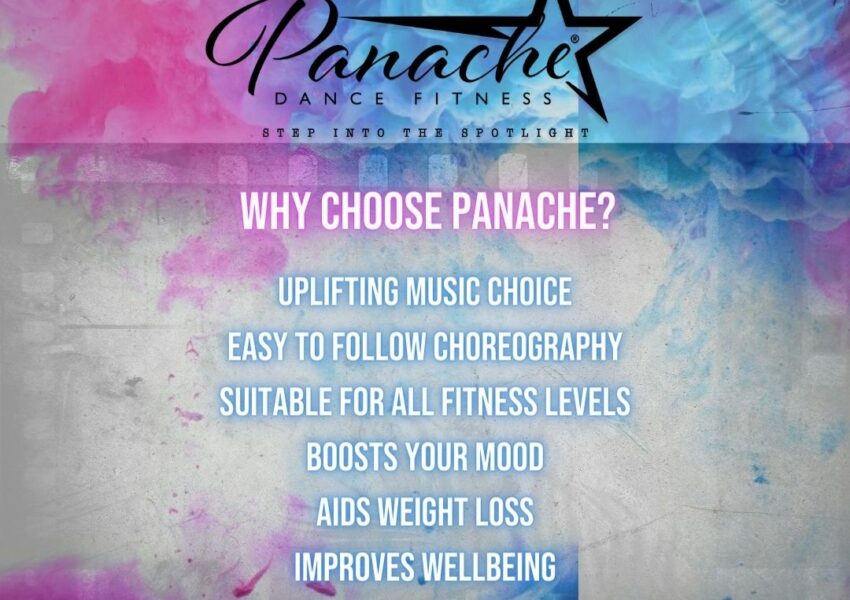 Panache®
DANCE FITNESS
STEP INTO THE SPOTLIGHT
WHY CHOOSE PANACHE?
UPLIFTING MUSIC CHOICE
EASY TO FOLLOW CHOREOGRAPHY
SUITABLE FOR ALL FITNESS LEVELS
BOOSTS YOUR MOOD
AIDS WEIGHT LOSS
IMPROVES WELLBEING